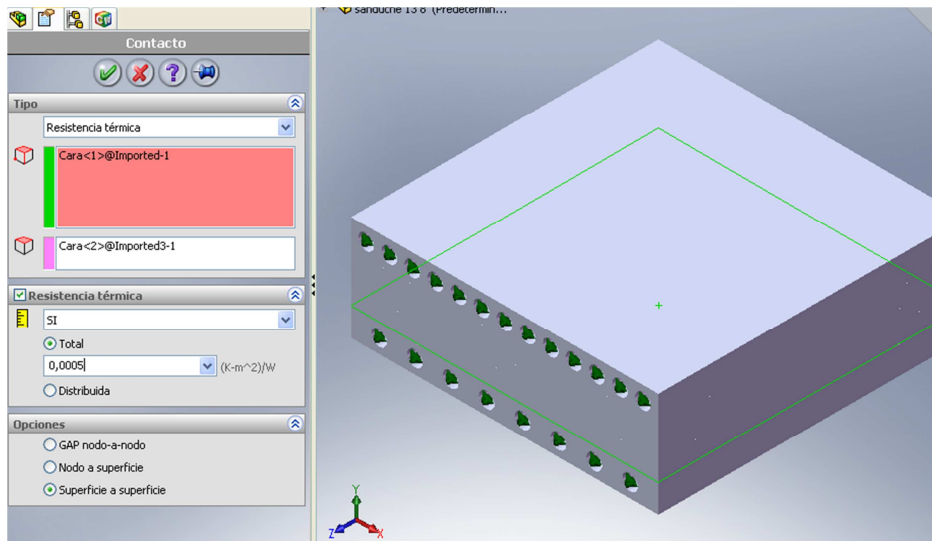 sanduche 13 8 (Predetermin...
Contacto
Tipo
Resistencia térmica
Cara<1>@Imported-1
Cara<2>@Imported3-1
Resistencia térmica
SI
Total
0,0005 (K-m^2)/W
Distribuida
Opciones
GAP nodo-a-nodo
Nodo a superficie
Superficie a superficie
Y
Z X